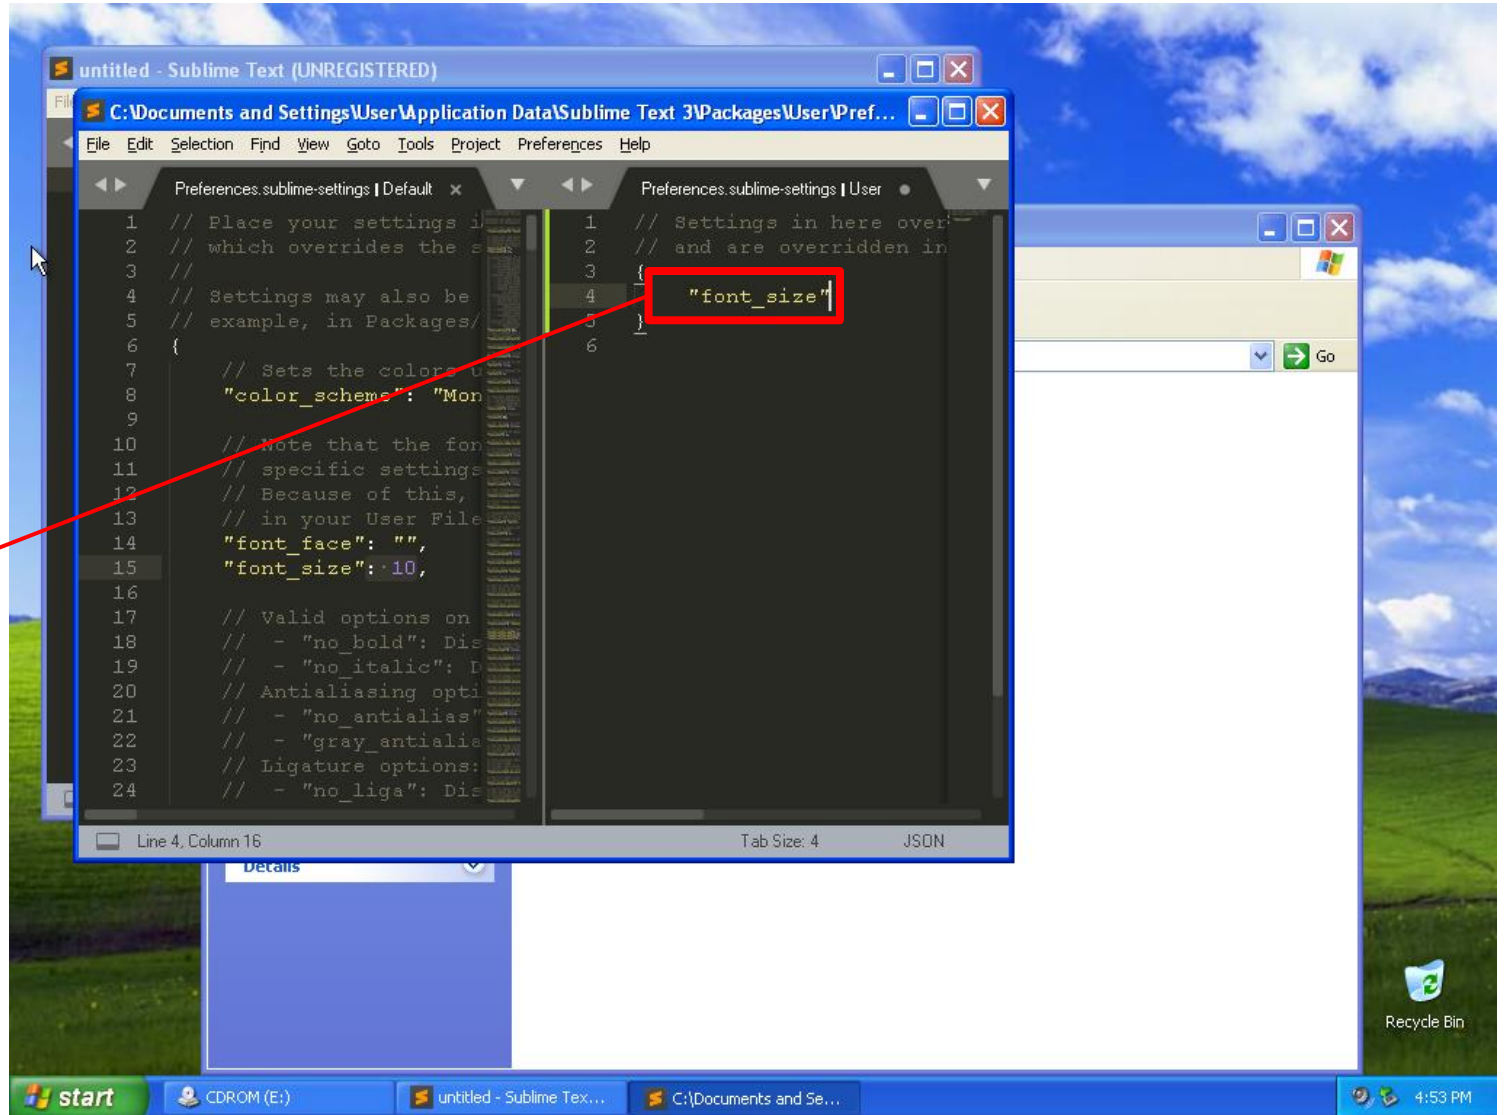 untitled - Sublime Text (UNREGISTERED)
C:\Documents and Settings\User\Application Data\Sublime Text 3\Packages\User\Pref...
File Edit Selection Find View Goto Tools Project Preferences Help
Preferences.sublime-settings | Default
Preferences.sublime-settings | User
1 // Place your settings i
2 // which overrides the s
3 //
4 // Settings may also be
5 // example, in Packages/
6 {
7 // Sets the colors u
8 "color_scheme": "Mon
9
10 // Note that the fon
11 // specific settings
12 // Because of this,
13 // in your User File
14 "font_face": "",
15 "font_size": 10,
16
17 // Valid options on
18 // - "no_bold": Dis
19 // - "no_italic": D
20 // Antialiasing opti
21 // - "no_antialias"
22 // - "gray_antialia
23 // Ligature options:
24 // - "no_liga": Dis
1 // Settings in here over
2 // and are overridden in
3 {
4 "font_size"
5 }
6
Line 4, Column 16
Tab Size: 4
JSON
Go
Details
Recycle Bin
start
CDROM (E:)
untitled - Sublime Tex...
C:\Documents and Se...
4:53 PM